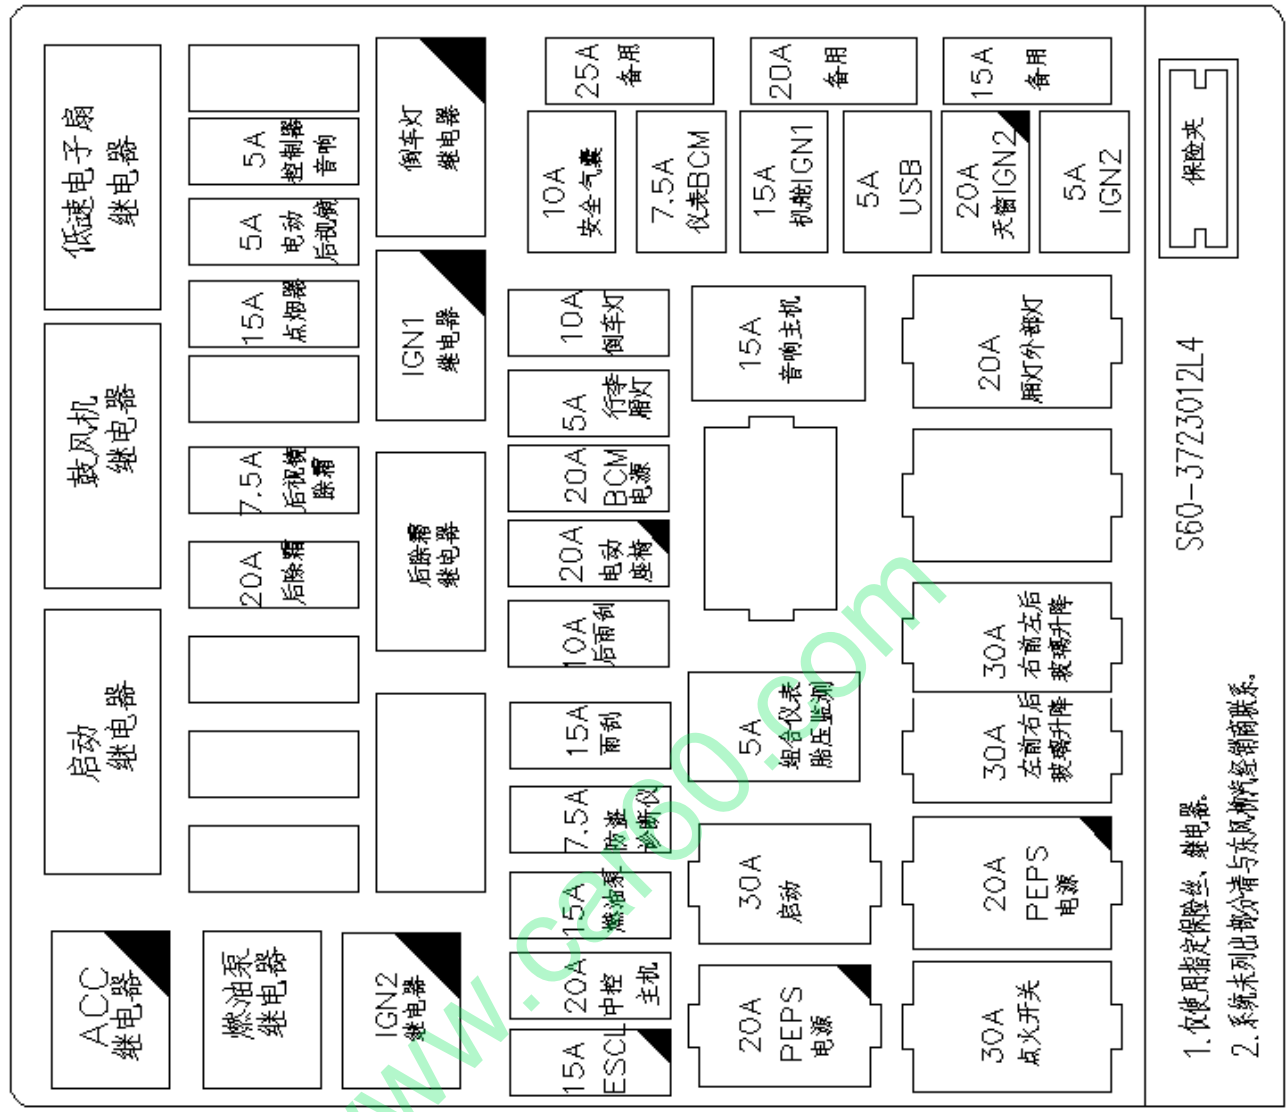 低速电子扇
继电器
鼓风机
继电器
启动
继电器
ACC
继电器
5A
控制器
音响
5A
电动
后视镜
15A
点烟器
7.5A
后视镜
除霜
20A
后除霜
燃油泵
继电器
倒车灯
继电器
IGN1
继电器
后除霜
继电器
IGN2
继电器
25A
备用
20A
备用
15A
备用
10A
安全气囊
7.5A
仪表BCM
15A
机舱IGN1
5A
USB
20A
天窗IGN2
5A
IGN2
10A
倒车灯
5A
行李
厢灯
20A
BCM
电源
20A
电动
座椅
10A
后雨刮
15A
雨刮
7.5A
防盗
诊断仪
15A
燃油泵
20A
中控
主机
15A
ESCL
15A
音响主机
5A
组合仪表
胎压监测
30A
启动
20A
PEPS
电源
20A
厢灯外部灯
30A
右前左后
玻璃升降
30A
左前右后
玻璃升降
20A
PEPS
电源
30A
点火开关
保险夹
S60-3723012L4
1.仅使用指定保险丝、继电器。
2.系统未列出部分请与东风柳汽经销商联系。
www.car60.com